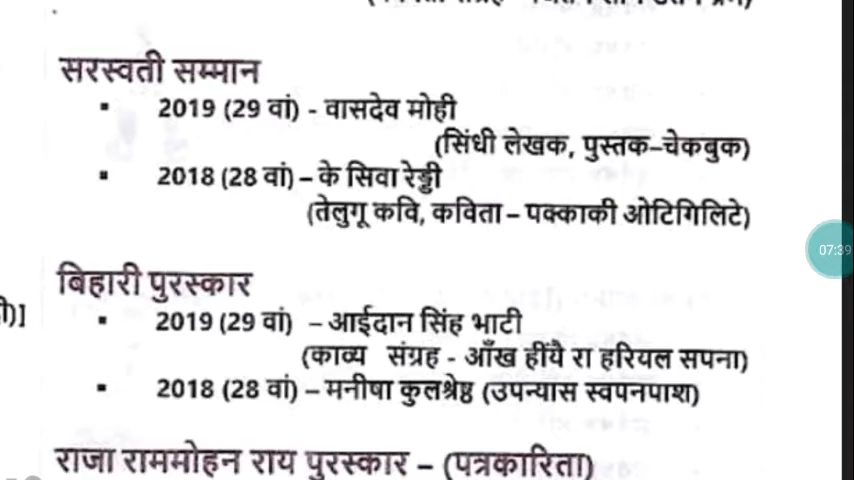 सरस्वती सम्मान
▪ 2019 (29 वां) - वासदेव मोही
(सिंधी लेखक, पुस्तक–चेकबुक)
▪ 2018 (28 वां) – के सिवा रेड्डी
(तेलुगू कवि, कविता – पक्काकी ओटिगिलिटे)
07:39
बिहारी पुरस्कार
▪ 2019 (29 वां) – आईदान सिंह भाटी
(काव्य संग्रह - आँख हींयै रा हरियल सपना)
▪ 2018 (28 वां) – मनीषा कुलश्रेष्ठ (उपन्यास स्वपनपाश)
राजा राममोहन राय पुरस्कार – (पत्रकारिता)